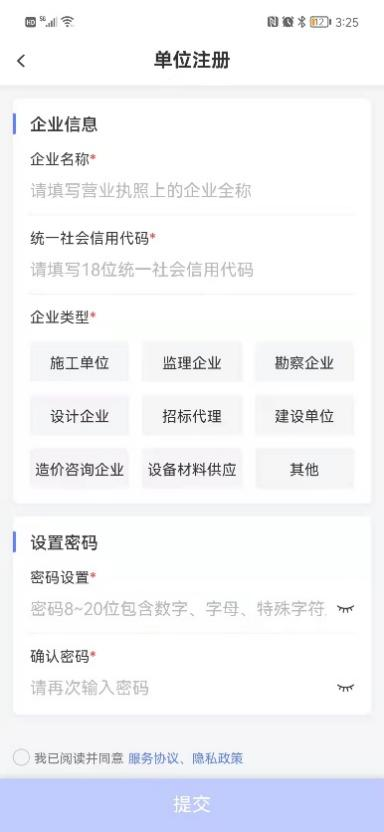 HD 5G 12 3:25
单位注册
企业信息
企业名称*
请填写营业执照上的企业全称
统一社会信用代码*
请填写18位统一社会信用代码
企业类型*
施工单位 监理企业 勘察企业
设计企业 招标代理 建设单位
造价咨询企业 设备材料供应 其他
设置密码
密码设置*
密码8~20位包含数字、字母、特殊字符
确认密码*
请再次输入密码
我已阅读并同意 服务协议、隐私政策
提交